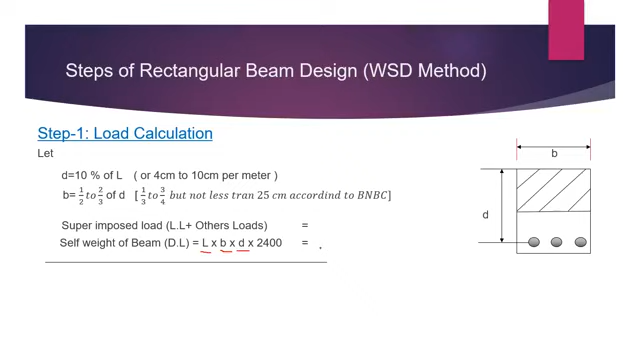 Steps of Rectangular Beam Design (WSD Method)
Step-1: Load Calculation
Let
d=10 % of L ( or 4cm to 10cm per meter)
b= 1/2 to 2/3 of d [ 1/3 to 3/4 but not less tran 25 cm accordind to BNBC]
Super imposed load (L.L+ Others Loads) =
Self weight of Beam (D.L) = L x b x d x 2400 =
b
d